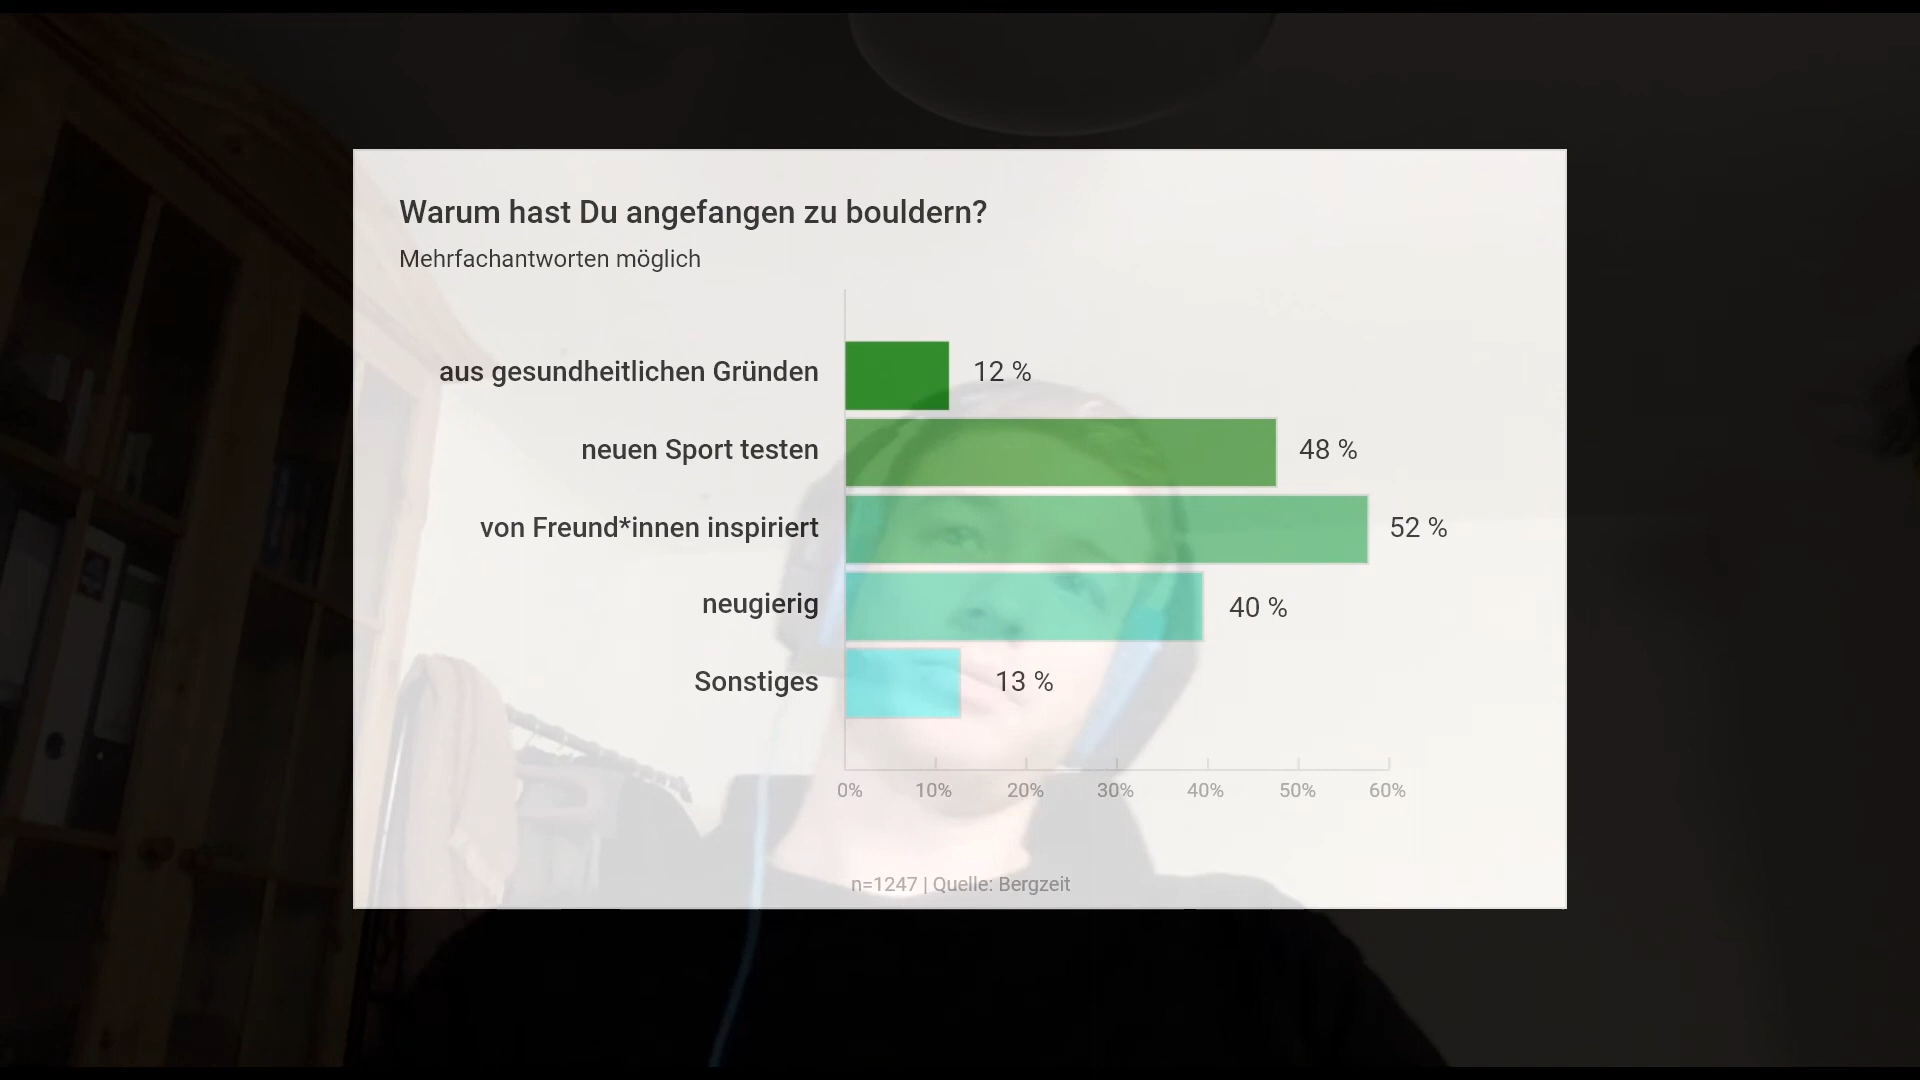 Warum hast Du angefangen zu bouldern?
Mehrfachantworten möglich
aus gesundheitlichen Gründen 12 %
neuen Sport testen 48 %
von Freund*innen inspiriert 52 %
neugierig 40 %
Sonstiges 13 %
0% 10% 20% 30% 40% 50% 60%
n=1247 | Quelle: Bergzeit